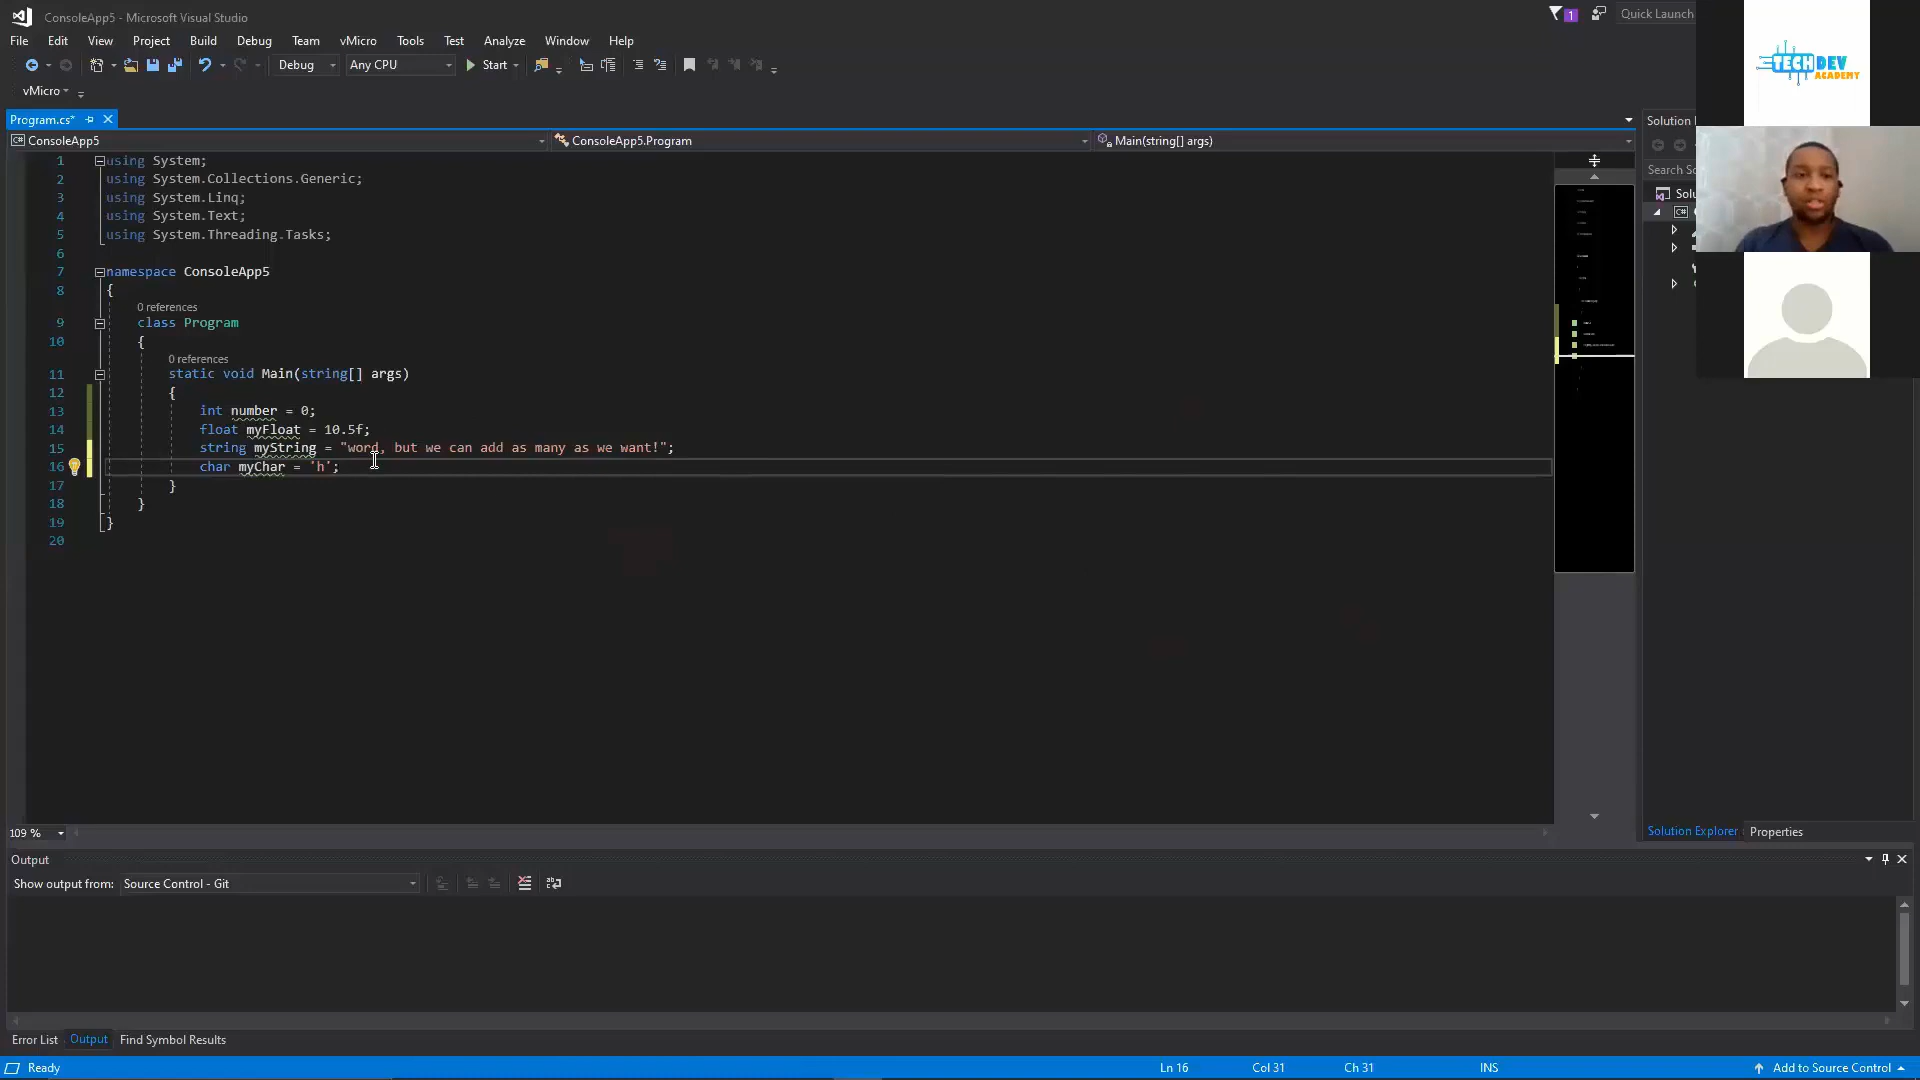 ConsoleApp5 - Microsoft Visual Studio
1
Quick Launch
File Edit View Project Build Debug Team vMicro Tools Test Analyze Window Help
Debug Any CPU Start
vMicro
TECHDEV
ACADEMY
Program.cs*
Solution
ConsoleApp5 ConsoleApp5.Program Main(string[] args)
1 using System;
2 using System.Collections.Generic;
3 using System.Linq;
4 using System.Text;
5 using System.Threading.Tasks;
6
7 namespace ConsoleApp5
8 {
0 references
9 class Program
10 {
0 references
11 static void Main(string[] args)
12 {
13 int number = 0;
14 float myFloat = 10.5f;
15 string myString = "word, but we can add as many as we want!";
16 char myChar = 'h';
17 }
18 }
19 }
20
Search
109 %
Solution Explorer Properties
Output
Show output from: Source Control - Git
Error List Output Find Symbol Results
Ready Ln 16 Col 31 Ch 31 INS Add to Source Control